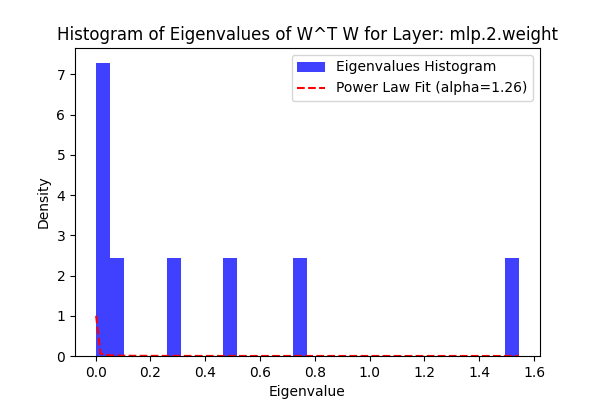 Histogram of Eigenvalues of W^T W for Layer: mlp.2.weight
Eigenvalues Histogram
Power Law Fit (alpha=1.26)
7
6
5
4
3
2
1
0
Density
0.0 0.2 0.4 0.6 0.8 1.0 1.2 1.4 1.6
Eigenvalue